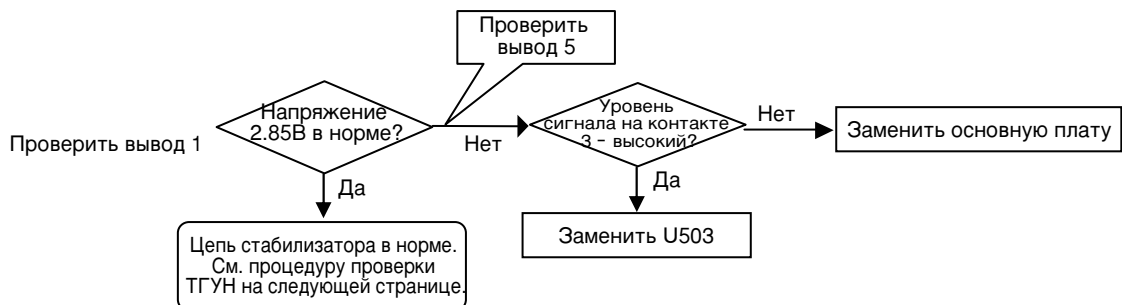 Проверить
вывод 5
Напряжение
2.85В в норме?
Проверить вывод 1
Нет
Уровень
сигнала на контакте
3 - высокий?
Нет
Заменить основную плату
Да
Да
Цепь стабилизатора в норме.
См. процедуру проверки
ТГУН на следующей странице.
Заменить U503